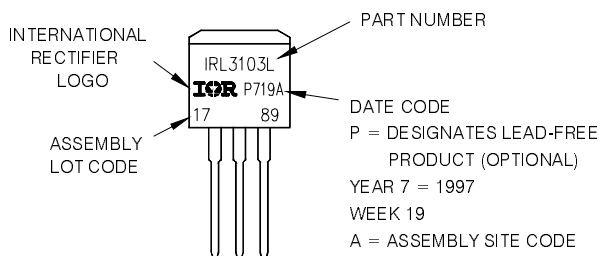 INTERNATIONAL
RECTIFIER
LOGO
PART NUMBER
IRL3103L
IOR P719A
17 89
ASSEMBLY
LOT CODE
DATE CODE
P = DESIGNATES LEAD-FREE
PRODUCT (OPTIONAL)
YEAR 7 = 1997
WEEK 19
A = ASSEMBLY SITE CODE